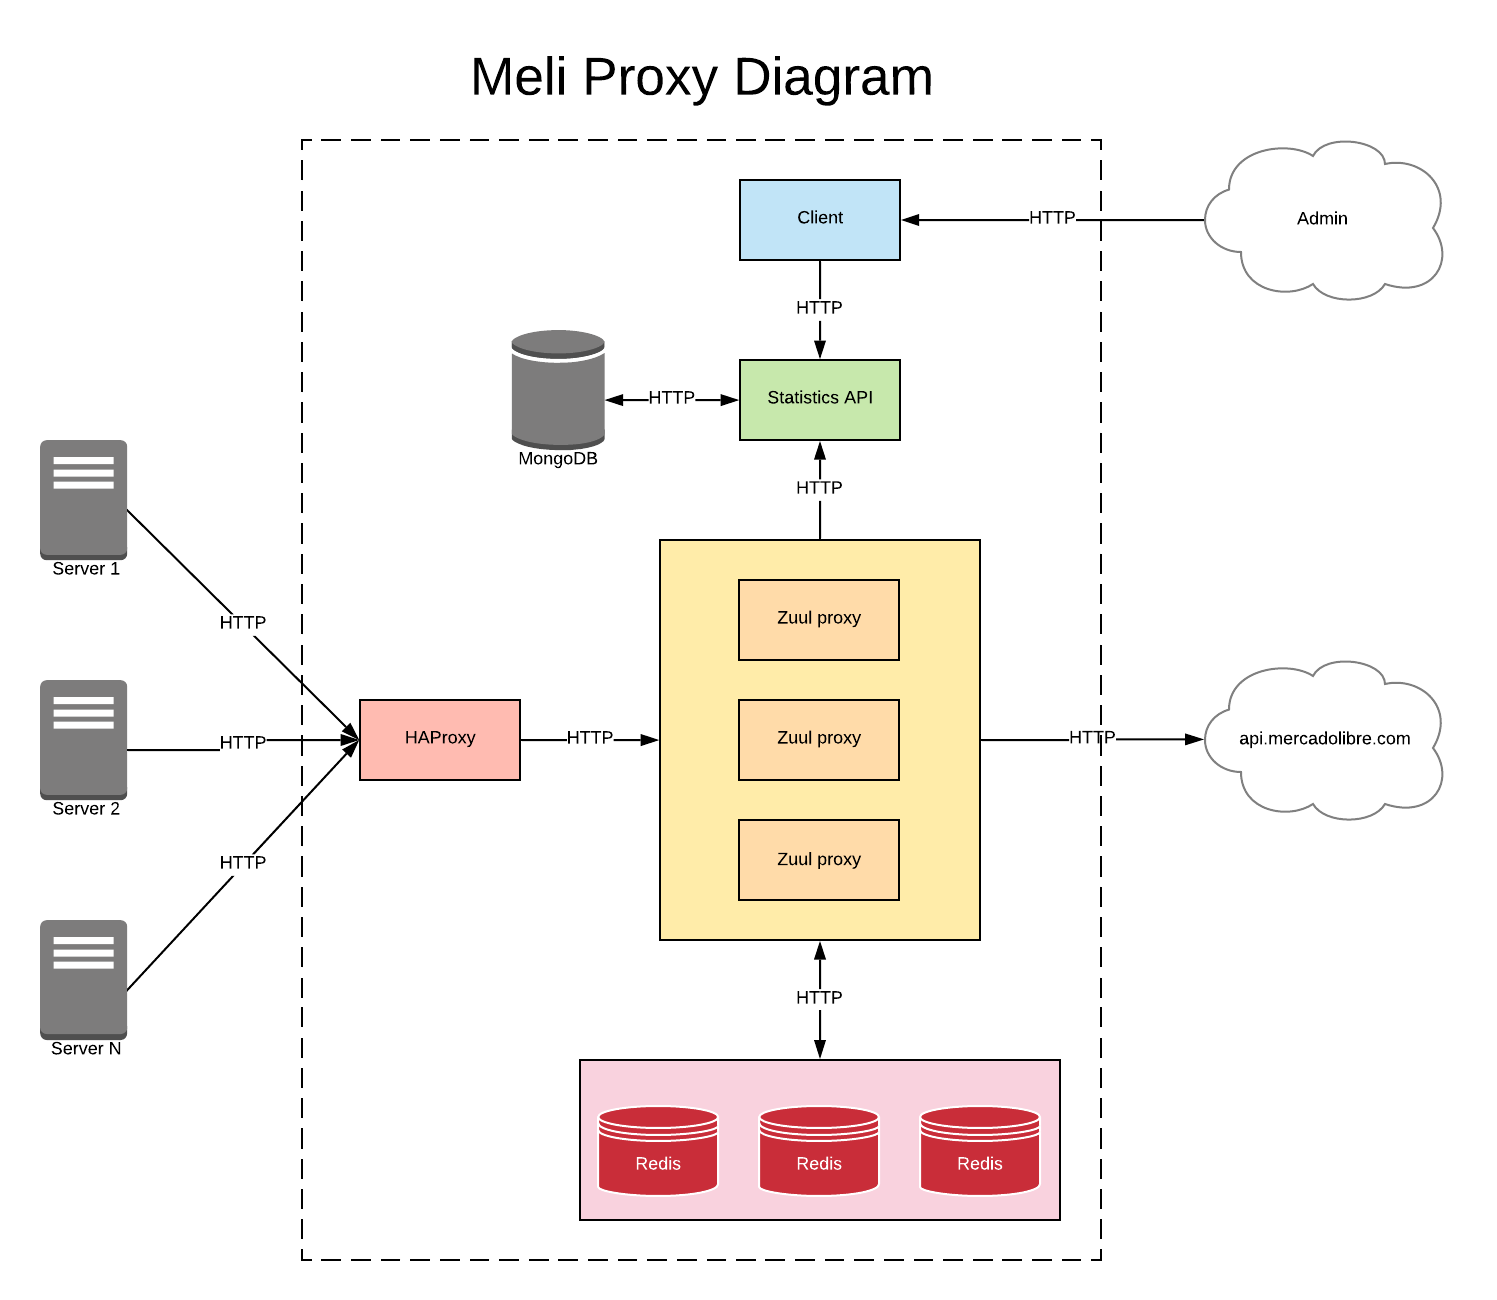 Meli Proxy Diagram
Client
HTTP
Admin
HTTP
HTTP
Statistics API
MongoDB
HTTP
Server 1
Zuul proxy
HTTP
HTTP
HAProxy
HTTP
Zuul proxy
HTTP
api.mercadolibre.com
Server 2
HTTP
Zuul proxy
HTTP
Server N
Redis
Redis
Redis